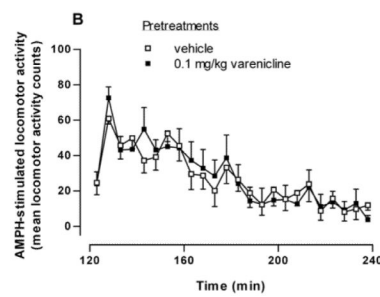 B
Pretreatments
vehicle
0.1 mg/kg varenicline
AMPH-stimulated locomotor activity
(mean locomotor activity counts)
100
80
60
40
20
0
120
160
200
240
Time (min)